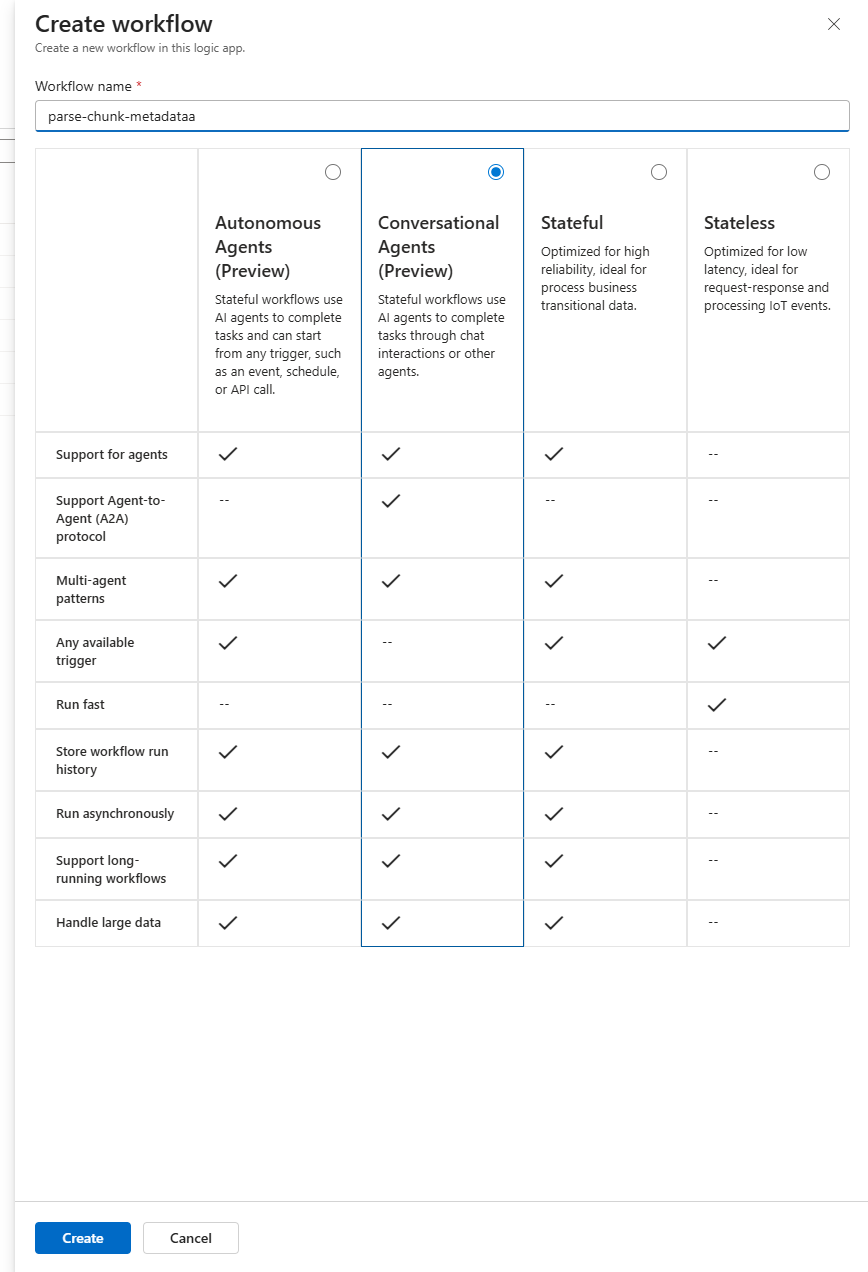 Create workflow
Create a new workflow in this logic app.
Workflow name *
parse-chunk-metadataa
Autonomous
Agents
(Preview)
Stateful workflows use
AI agents to complete
tasks and can start
from any trigger, such
as an event, schedule,
or API call.
Conversational
Agents
(Preview)
Stateful workflows use
AI agents to complete
tasks through chat
interactions or other
agents.
Stateful
Optimized for high
reliability, ideal for
process business
transitional data.
Stateless
Optimized for low
latency, ideal for
request-response and
processing IoT events.
Support for agents
--
Support Agent-to-
Agent (A2A)
protocol
-- -- --
Multi-agent
patterns
--
Any available
trigger
--
Run fast
-- -- --
Store workflow run
history
--
Run asynchronously
--
Support long-
running workflows
--
Handle large data
--
Create
Cancel